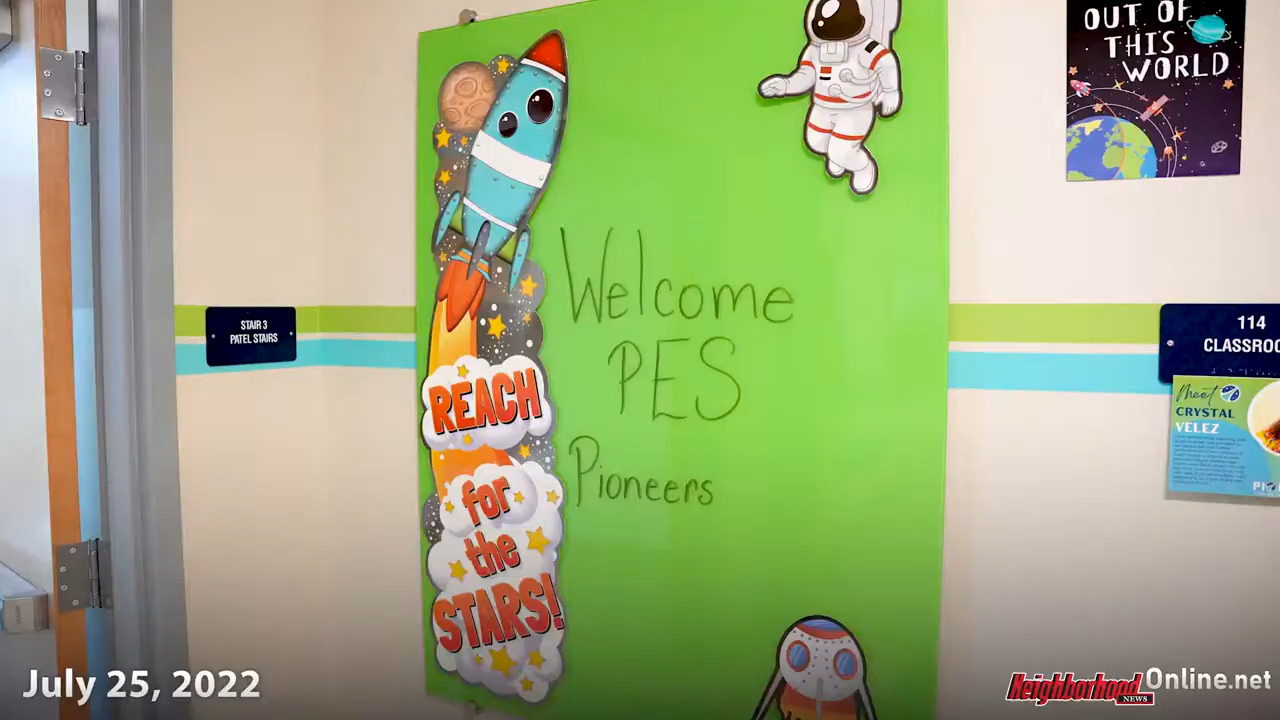 OUT OF
THIS
WORLD
Welcome
PES
Pioneers
REACH
for
the
STARS!
STAIR 3
PATEL STAIRS
114
CLASSROO
Meet
CRYSTAL
VELEZ
July 25, 2022
Neighborhood
NEWS
Online.net